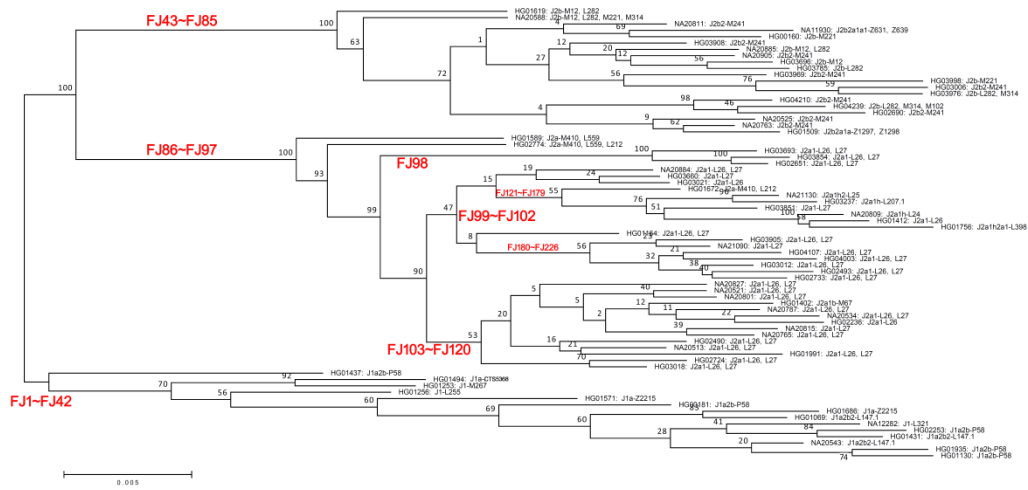 HG01619: J2b-M12, L282
100
NA20588: J2b-M12, L282, M221, M314
FJ43~FJ85
4
NA20811: J2b2-M241
69
NA11930: J2b2a1a1-Z631, Z639
HG00160: J2b-M221
63
1
12
HG03908: J2b2-M241
20
NA20885: J2b-M12, L282
12
NA20905: J2b2-M241
27
56
HG03696: J2b-M12
HG03765: J2b-L282
72
56
HG03989: J2b2-M241
76
HG03998: J2b-M221
59
HG03006: J2b2-M241
HG03976: J2b-L282, M314
100
98
HG04210: J2b2-M241
4
46
HG04239: J2b-L282, M314, M102
HG02690: J2b2-M241
9
NA20525: J2b2-M241
62
NA20763: J2b2-M241
HG01509: J2b2a1a-Z1297, Z1298
HG01589: J2a-M410, L559
FJ86~FJ97
100
HG02774: J2a-M410, L559, L212
100
HG03693: J2a1-L26, L27
FJ98
100
HG03854: J2a1-L26, L27
HG02651: J2a1-L26, L27
93
19
NA20884: J2a1-L26, L27
24
HG03660: J2a1-L27
15
HG03021: J2a1-L26
FJ121~FJ179
55
HG01672: J2a-M410, L212
96
NA21130: J2a1h2-L25
76
HG03237: J2a1h-L207.1
47
51
HG03851: J2a1-L27
100
NA20809: J2a1h-L24
58
HG01412: J2a1-L26
HG01756: J2a1h2a1-L398
99
FJ99~FJ102
8
HG01164: J2a1-L26, L27
FJ180~FJ226
56
23
HG03905: J2a1-L26, L27
NA21090: J2a1-L27
21
HG04107: J2a1-L26, L27
32
HG04003: J2a1-L26, L27
38
HG03012: J2a1-L26, L27
40
HG02493: J2a1-L26, L27
HG02733: J2a1-L26, L27
90
5
NA20827: J2a1-L26, L27
40
NA20521: J2a1-L26, L27
5
NA20801: J2a1-L26, L27
12
HG01402: J2a1b-M67
20
2
11
NA20787: J2a1-L26, L27
22
NA20534: J2a1-L26, L27
HG02236: J2a1-L26
39
NA20815: J2a1-L27
53
NA20765: J2a1-L26, L27
16
HG02490: J2a1-L26, L27
FJ103~FJ120
21
NA20513: J2a1-L26, L27
HG01991: J2a1-L26, L27
70
HG02724: J2a1-L26, L27
HG03018: J2a1-L27
HG01437: J1a2b-P58
92
HG01494: J1a-CTS5368
70
HG01253: J1-M267
FJ1~FJ42
56
HG01256: J1-L255
60
HG01571: J1a-Z2215
69
HG00181: J1a2b-P58
83
HG01686: J1a-Z2215
60
HG01069: J1a2b2-L147.1
41
NA12282: J1-L321
28
84
HG02253: J1a2b-P58
HG01431: J1a2b2-L147.1
20
NA20543: J1a2b2-L147.1
74
HG01935: J1a2b-P58
HG01130: J1a2b-P58
0.005